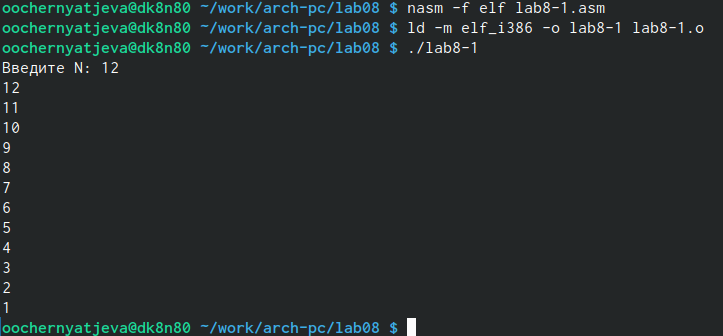 oochernyatjeva@dk8n80 ~/work/arch-pc/lab08 $ nasm -f elf lab8-1.asm
oochernyatjeva@dk8n80 ~/work/arch-pc/lab08 $ ld -m elf_i386 -o lab8-1 lab8-1.o
oochernyatjeva@dk8n80 ~/work/arch-pc/lab08 $ ./lab8-1
Введите N: 12
12
11
10
9
8
7
6
5
4
3
2
1
oochernyatjeva@dk8n80 ~/work/arch-pc/lab08 $